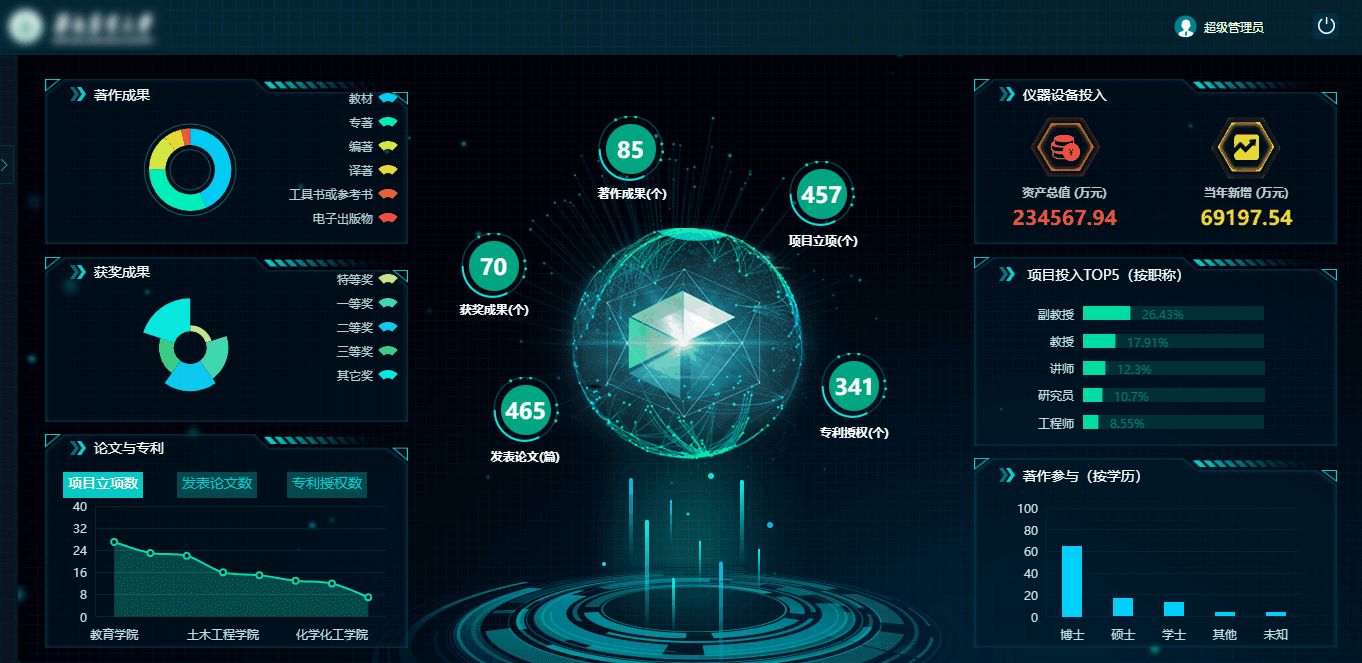 超级管理员
著作成果
教材
专著
编著
译著
工具书或参考书
电子出版物
获奖成果
特等奖
一等奖
二等奖
三等奖
其它奖
论文与专利
项目立项数 发表论文数 专利授权数
40
32
24
16
8
0
教育学院 土木工程学院 化学化工学院
85
著作成果(个)
457
项目立项(个)
70
获奖成果(个)
341
专利授权(个)
465
发表论文(篇)
仪器设备投入
¥
资产总值 (万元) 当年新增 (万元)
234567.94 69197.54
项目投入TOP5（按职称）
副教授 26.43%
教授 17.91%
讲师 12.3%
研究员 10.7%
工程师 8.55%
著作参与（按学历）
100
80
60
40
20
0
博士 硕士 学士 其他 未知